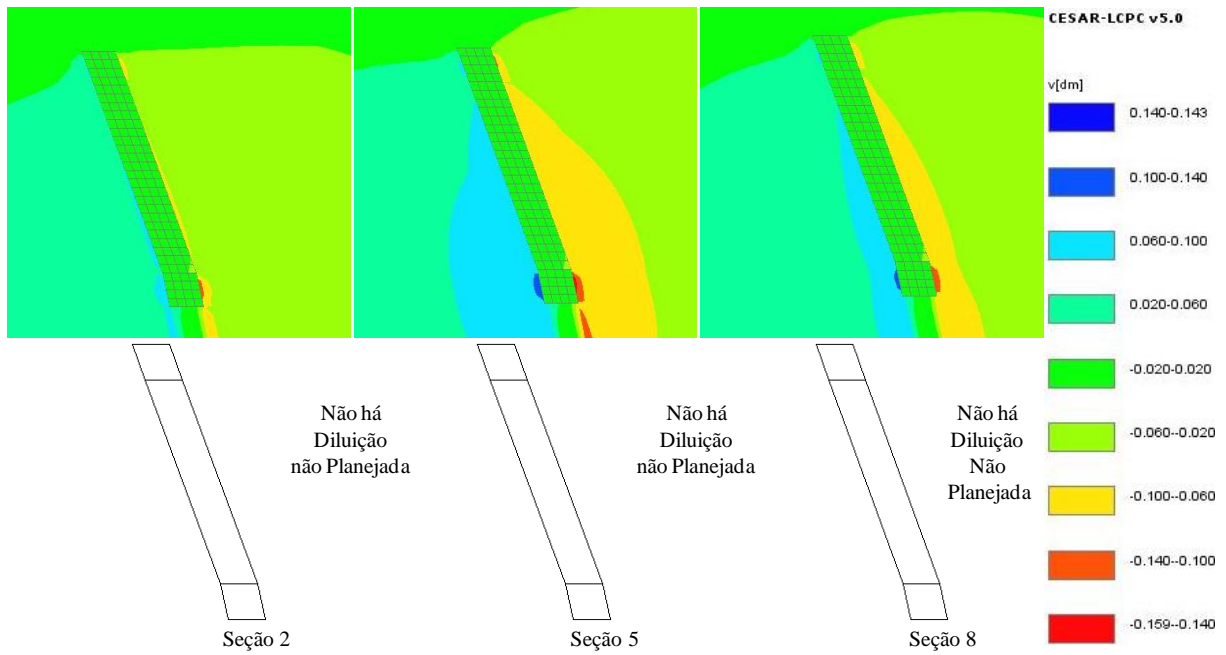 CESAR-LCPC v5.0
v[dm]
0.140-0.143
0.100-0.140
0.060-0.100
0.020-0.060
-0.020-0.020
-0.060--0.020
-0.100--0.060
-0.140--0.100
-0.159--0.140
Não há
Diluição
não Planejada
Seção 2
Não há
Diluição
não Planejada
Seção 5
Não há
Diluição
Não
Planejada
Seção 8